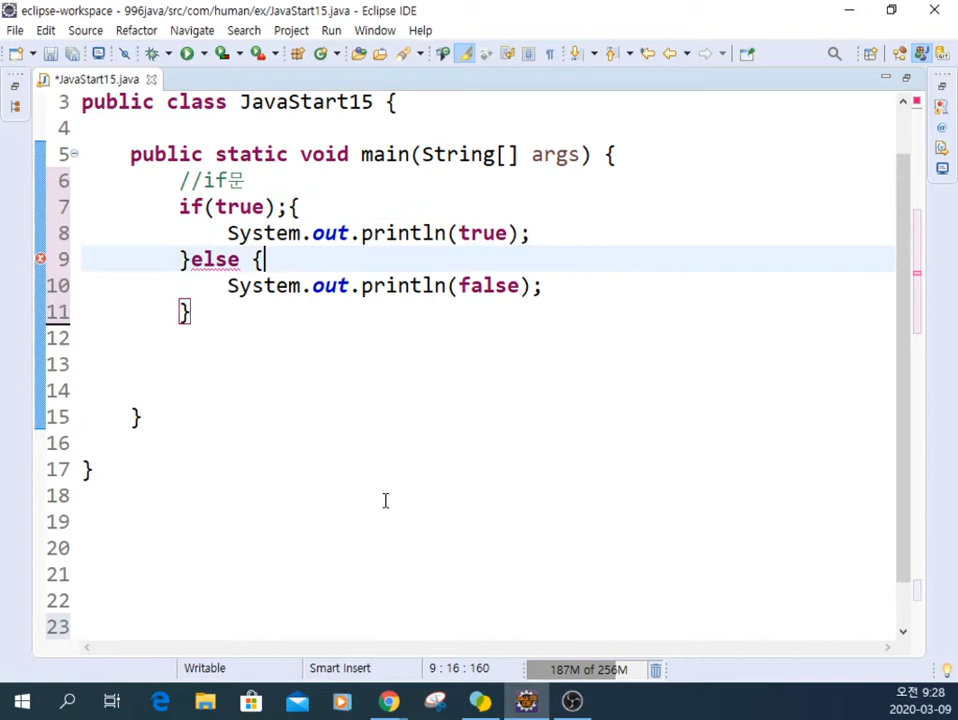 eclipse-workspace - 996java/src/com/human/ex/JavaStart15.java - Eclipse IDE
File Edit Source Refactor Navigate Search Project Run Window Help
*JavaStart15.java
3 public class JavaStart15 {
4
5 public static void main(String[] args) {
6 //if문
7 if(true);{
8 System.out.println(true);
9 }else {
10 System.out.println(false);
11 }
12
13
14
15 }
16
17 }
18
19
20
21
22
23
Writable Smart Insert 9 : 16 : 160 187M of 256M
오전 9:28
2020-03-09